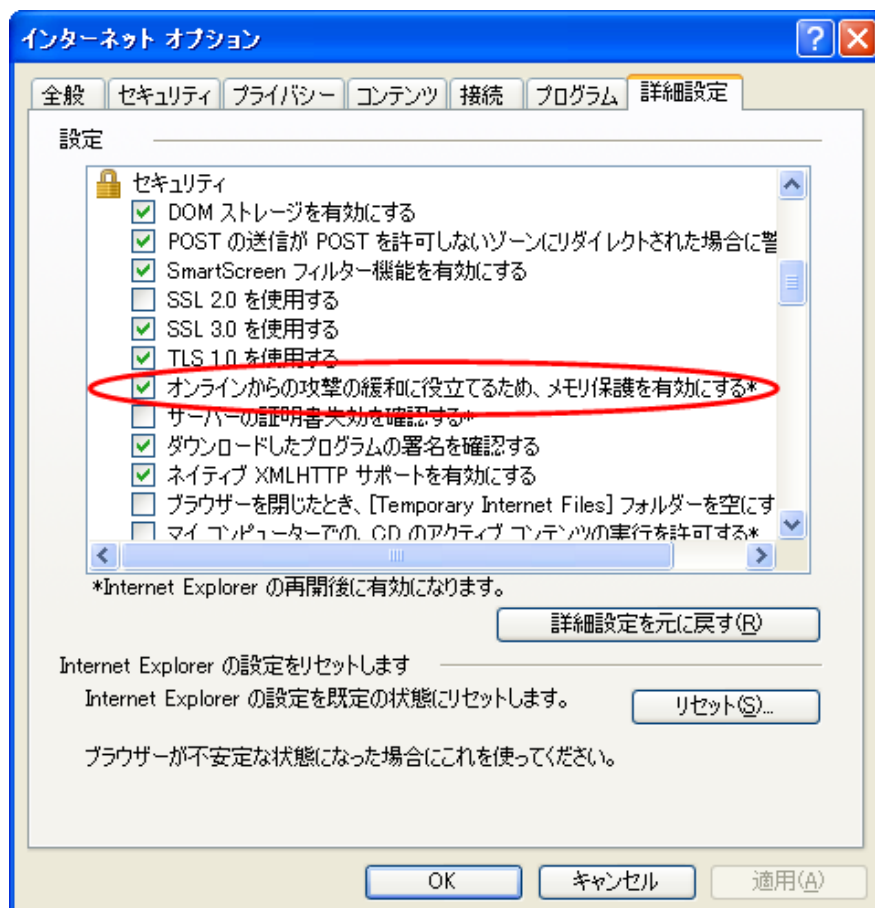 インターネット オプション
全般 セキュリティ プライバシー コンテンツ 接続 プログラム 詳細設定
設定
セキュリティ
DOM ストレージを有効にする
POST の送信が POST を許可しないゾーンにリダイレクトされた場合に警
SmartScreen フィルター機能を有効にする
SSL 2.0 を使用する
SSL 3.0 を使用する
TLS 1.0 を使用する
オンラインからの攻撃の緩和に役立てるため、メモリ保護を有効にする*
サーバーの証明書失効を確認する*
ダウンロードしたプログラムの署名を確認する
ネイティブ XMLHTTP サポートを有効にする
ブラウザーを閉じたとき、[Temporary Internet Files] フォルダーを空にす
マイ コンピューターでの、CD のアクティブ コンテンツの実行を許可する*
*Internet Explorer の再開後に有効になります。
詳細設定を元に戻す(R)
Internet Explorer の設定をリセットします
Internet Explorer の設定を既定の状態にリセットします。
リセット(S)...
ブラウザーが不安定な状態になった場合にこれを使ってください。
OK キャンセル 適用(A)